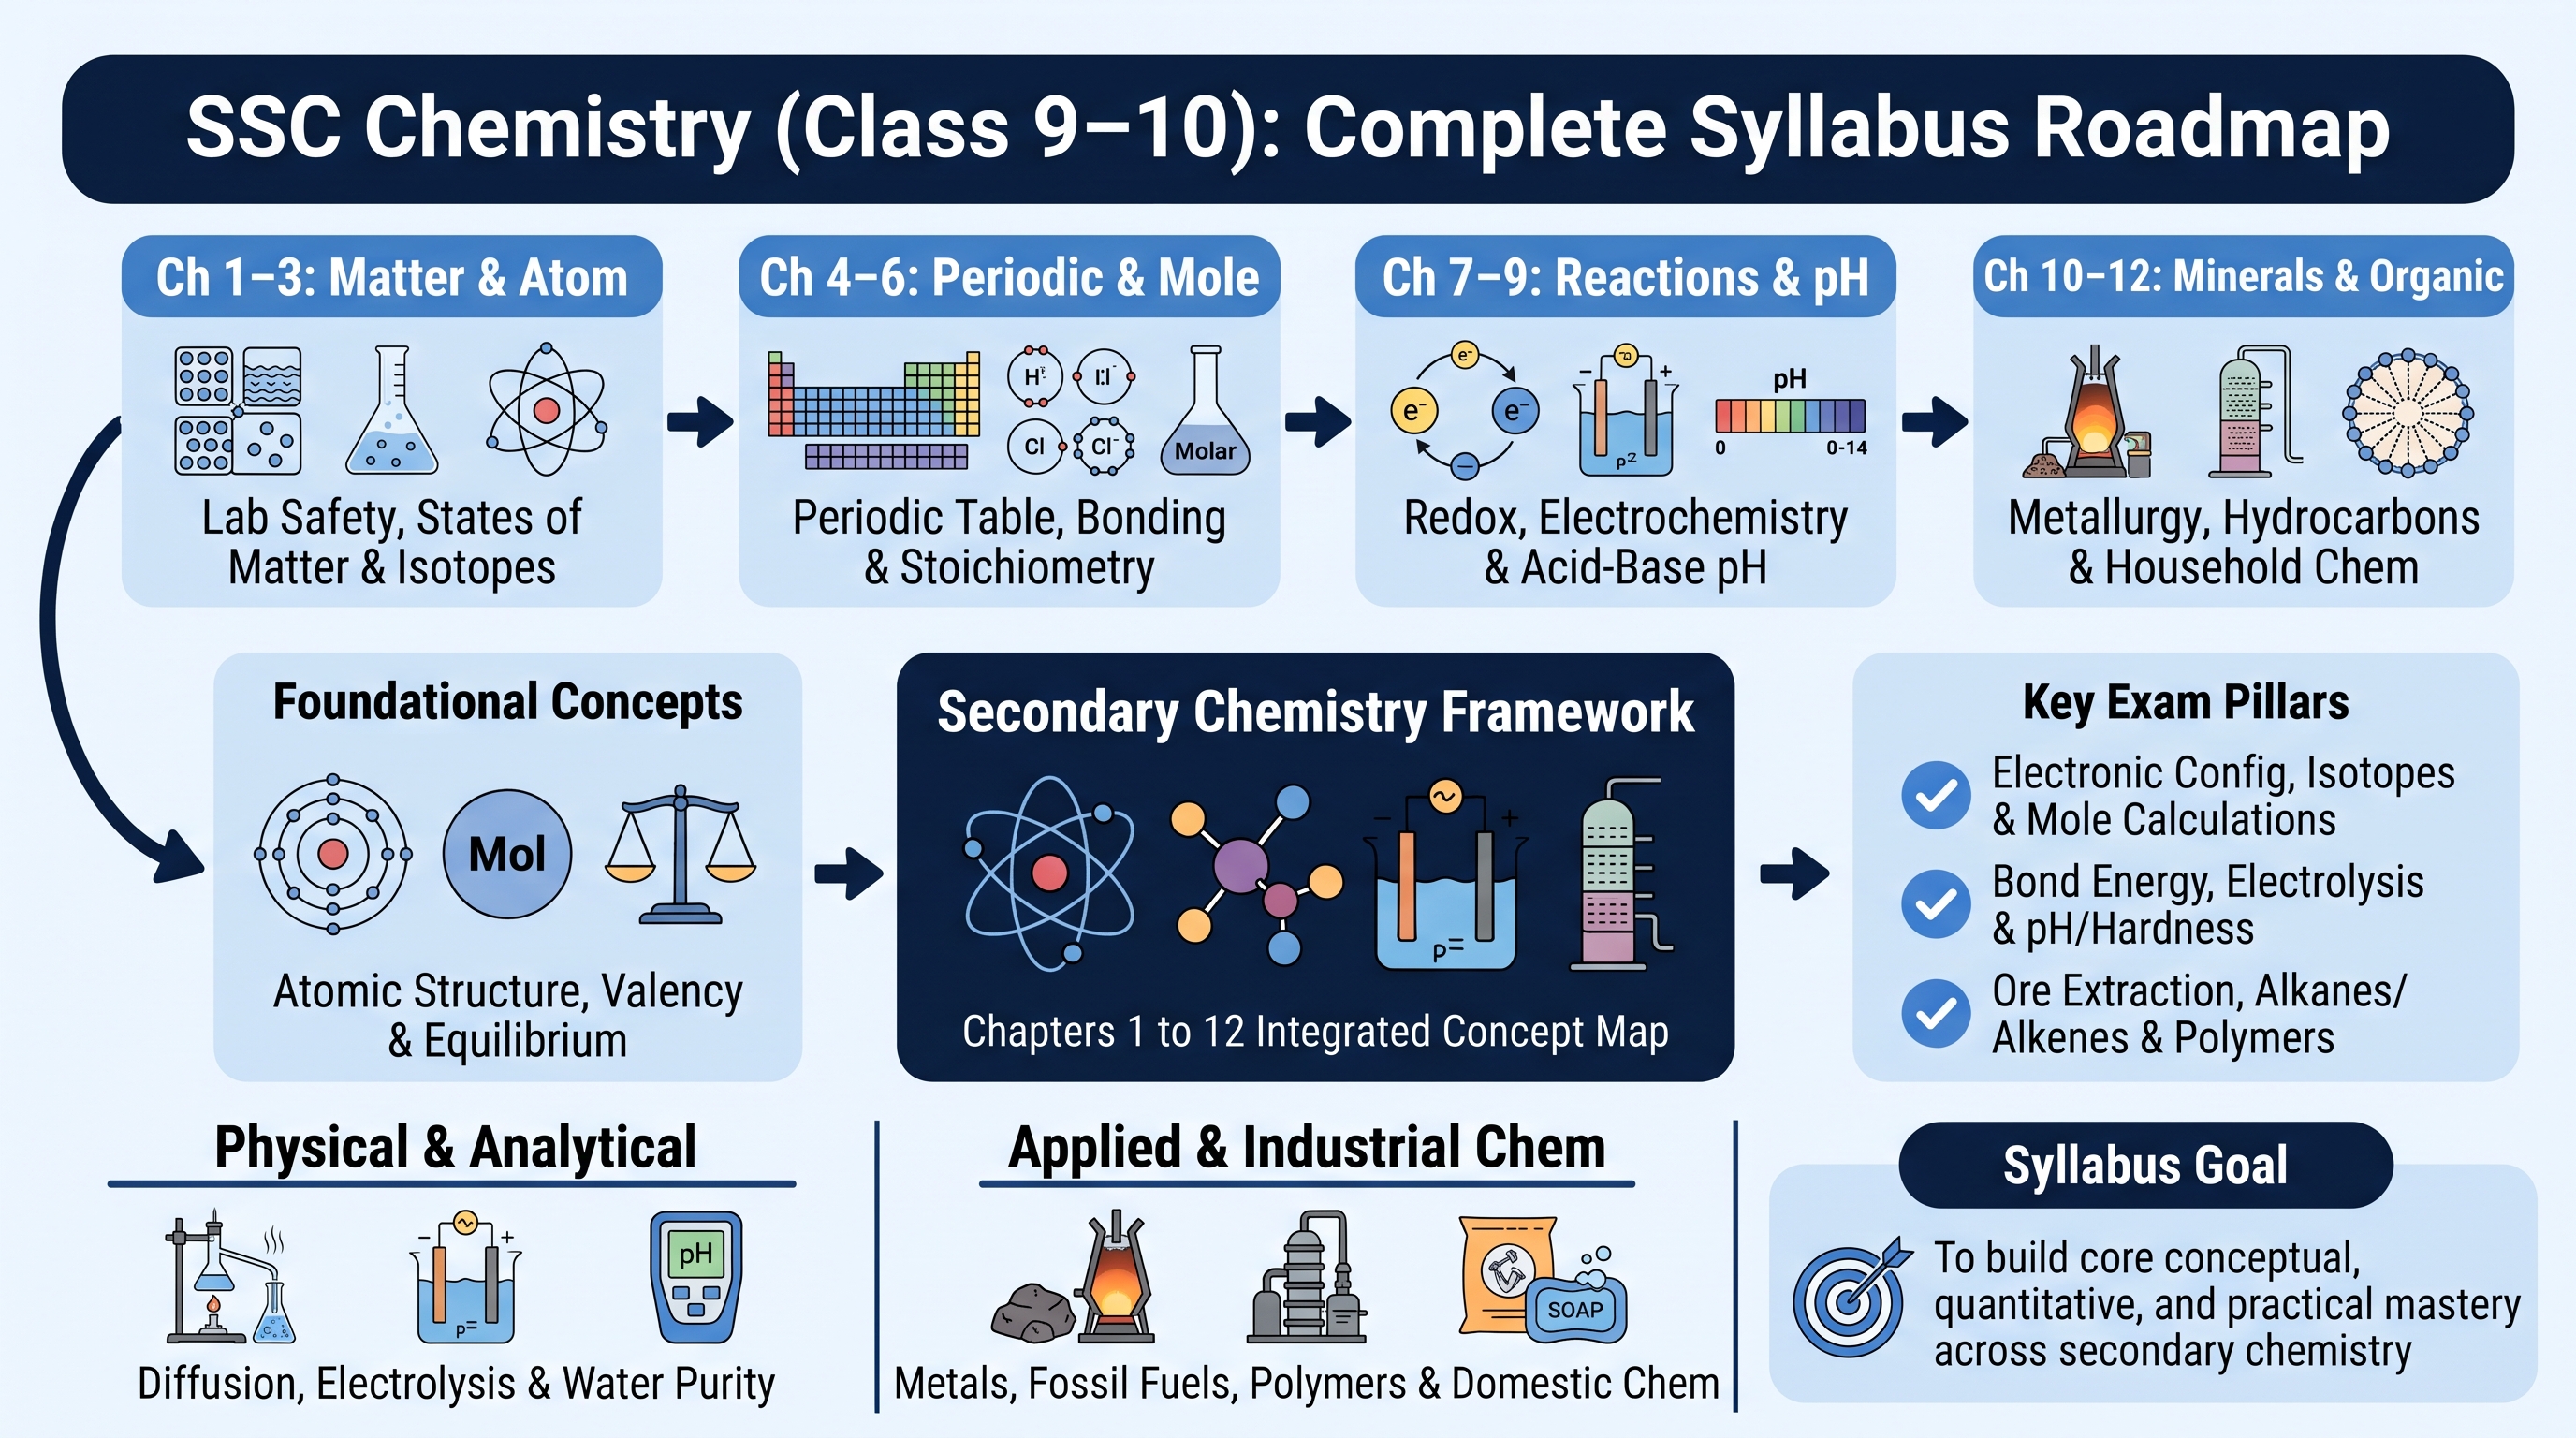 SSC Chemistry (Class 9–10): Complete Syllabus Roadmap
Ch 1–3: Matter & Atom
Lab Safety, States of
Matter & Isotopes
Ch 4–6: Periodic & Mole
H
Cl
Cl⁻
Molar
Periodic Table, Bonding
& Stoichiometry
Ch 7–9: Reactions & pH
e⁻
e⁻
e⁻
−
− +
pH
0 0-14
Redox, Electrochemistry
& Acid-Base pH
Ch 10–12: Minerals & Organic
Metallurgy, Hydrocarbons
& Household Chem
Foundational Concepts
Mol
Atomic Structure, Valency
& Equilibrium
Secondary Chemistry Framework
− +
p=
Chapters 1 to 12 Integrated Concept Map
Key Exam Pillars
Electronic Config, Isotopes
& Mole Calculations
Bond Energy, Electrolysis
& pH/Hardness
Ore Extraction, Alkanes/
Alkenes & Polymers
Physical & Analytical
− +
p=
pH
Diffusion, Electrolysis & Water Purity
Applied & Industrial Chem
SOAP
Metals, Fossil Fuels, Polymers & Domestic Chem
Syllabus Goal
To build core conceptual,
quantitative, and practical mastery
across secondary chemistry